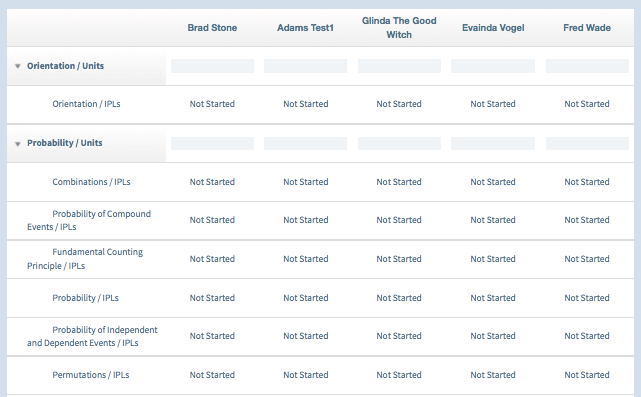 Brad Stone Adams Test1 Glinda The Good Witch Evainda Vogel Fred Wade
Orientation / Units
Orientation / IPLs Not Started Not Started Not Started Not Started Not Started
Probability / Units
Combinations / IPLs Not Started Not Started Not Started Not Started Not Started
Probability of Compound
Events / IPLs Not Started Not Started Not Started Not Started Not Started
Fundamental Counting
Principle / IPLs Not Started Not Started Not Started Not Started Not Started
Probability / IPLs Not Started Not Started Not Started Not Started Not Started
Probability of Independent
and Dependent Events / IPLs Not Started Not Started Not Started Not Started Not Started
Permutations / IPLs Not Started Not Started Not Started Not Started Not Started